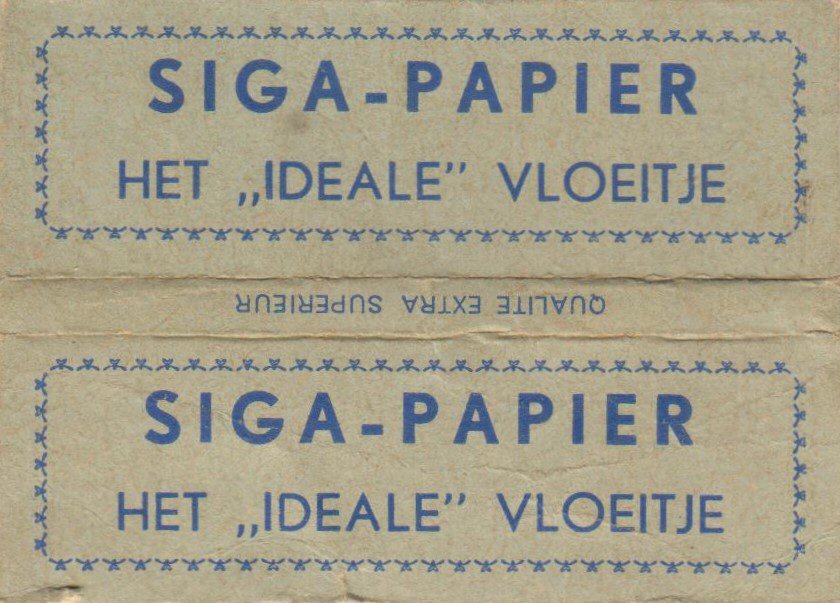 SIGA-PAPIER
HET „IDEALE” VLOEITJE
QUALITE EXTRA SUPERIEUR
SIGA-PAPIER
HET „IDEALE” VLOEITJE